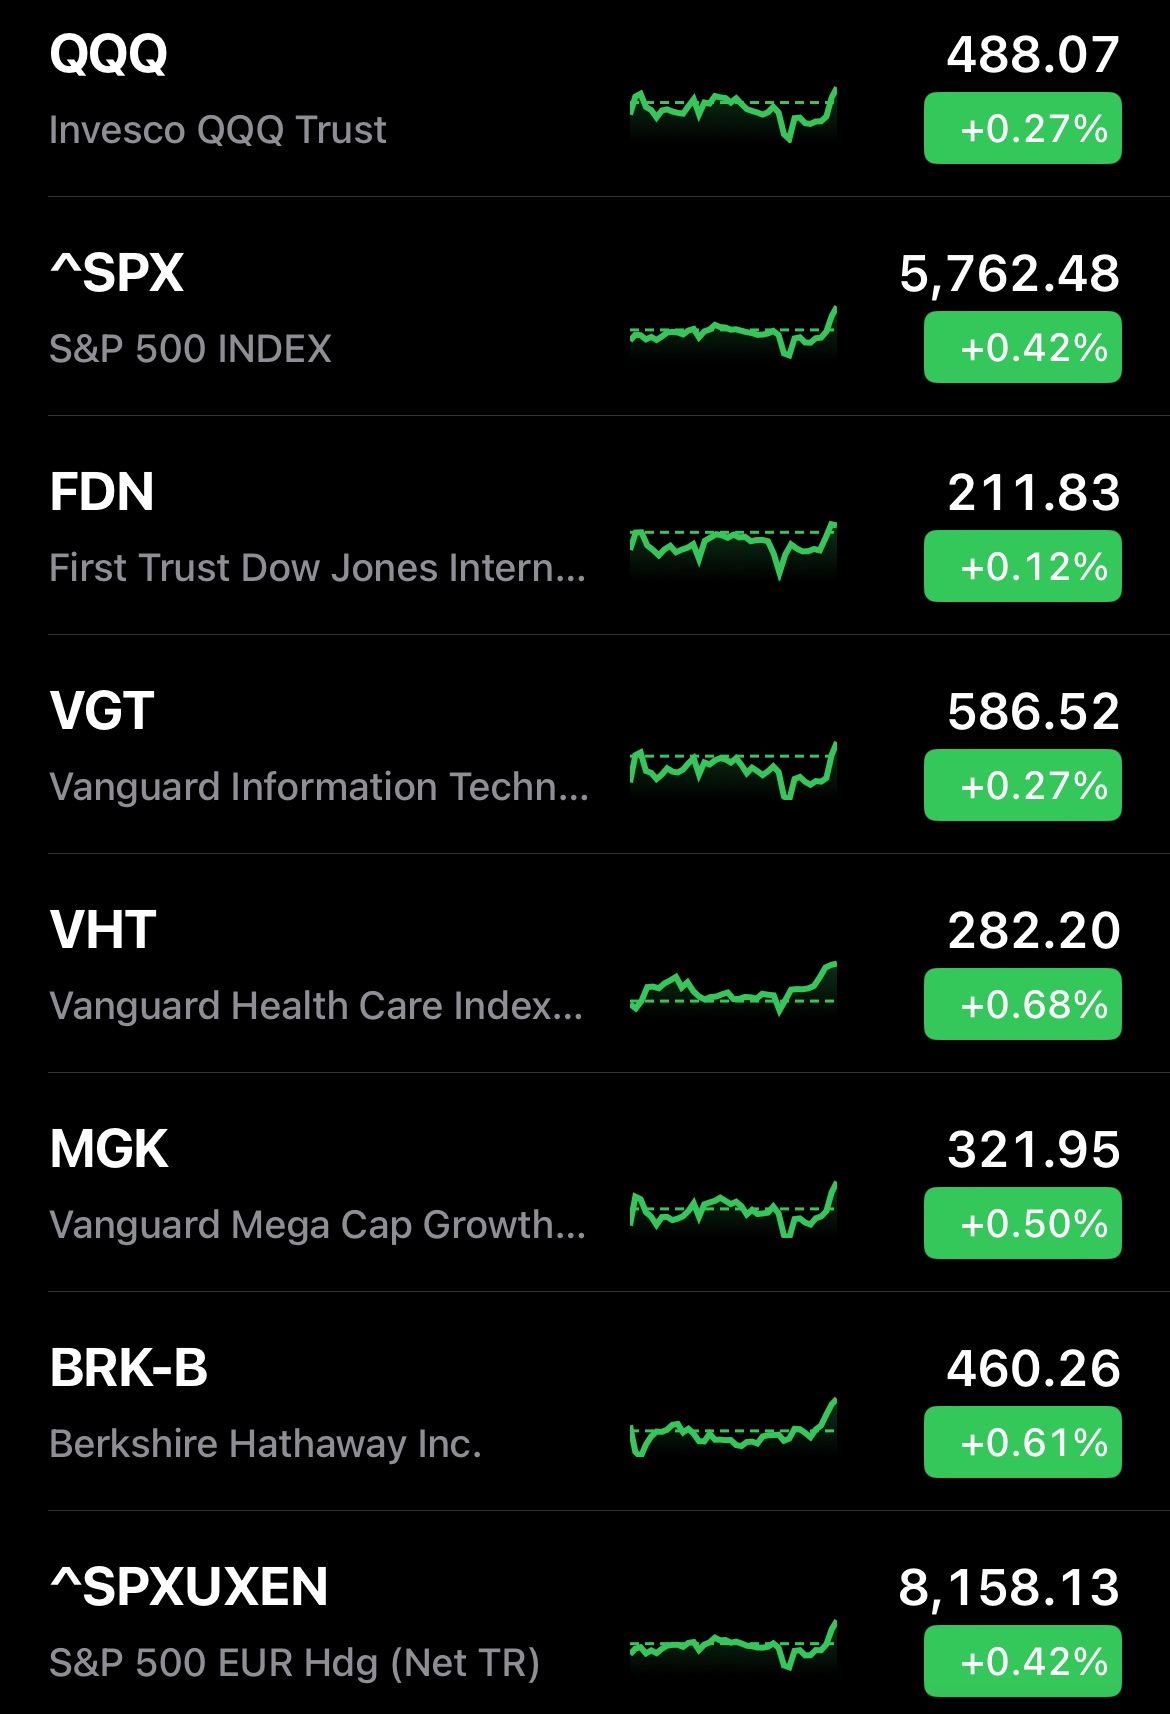 QQQ
488.07
Invesco QQQ Trust
+0.27%
^SPX
5,762.48
S&P 500 INDEX
+0.42%
FDN
211.83
First Trust Dow Jones Intern...
+0.12%
VGT
586.52
Vanguard Information Techn...
+0.27%
VHT
282.20
Vanguard Health Care Index...
+0.68%
MGK
321.95
Vanguard Mega Cap Growth...
+0.50%
BRK-B
460.26
Berkshire Hathaway Inc.
+0.61%
^SPXUXEN
8,158.13
S&P 500 EUR Hdg (Net TR)
+0.42%